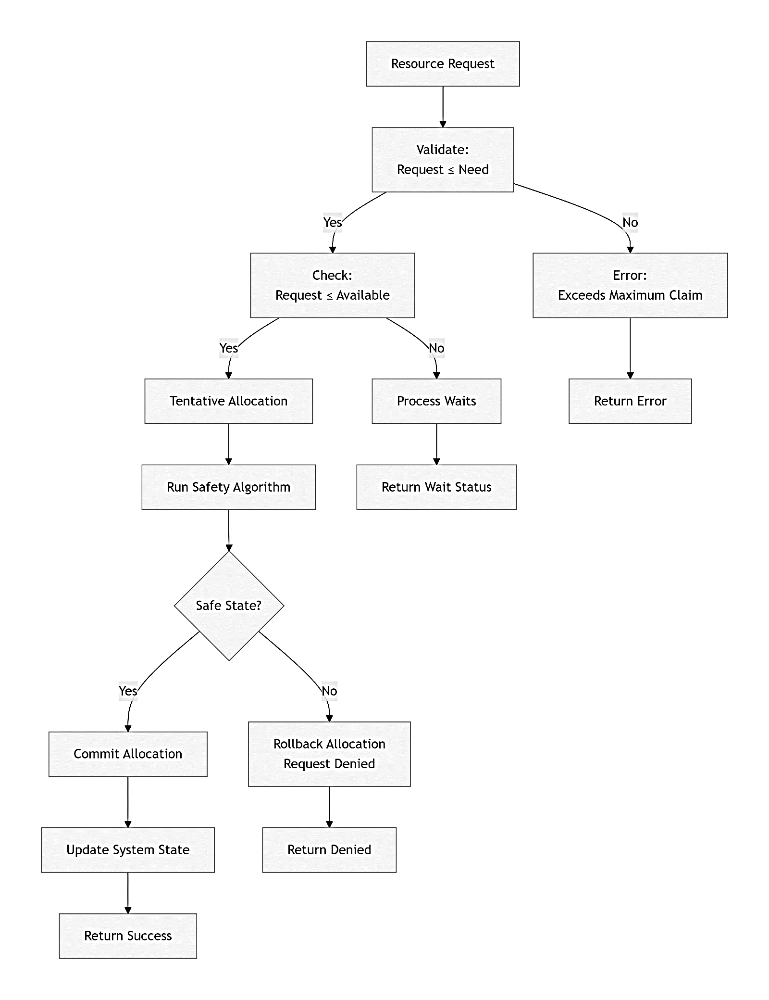 Resource Request
Validate:
Request ≤ Need
Yes
No
Check:
Request ≤ Available
Error:
Exceeds Maximum Claim
Yes
No
Tentative Allocation
Process Waits
Return Error
Run Safety Algorithm
Return Wait Status
Safe State?
Yes
No
Commit Allocation
Rollback Allocation
Request Denied
Update System State
Return Denied
Return Success